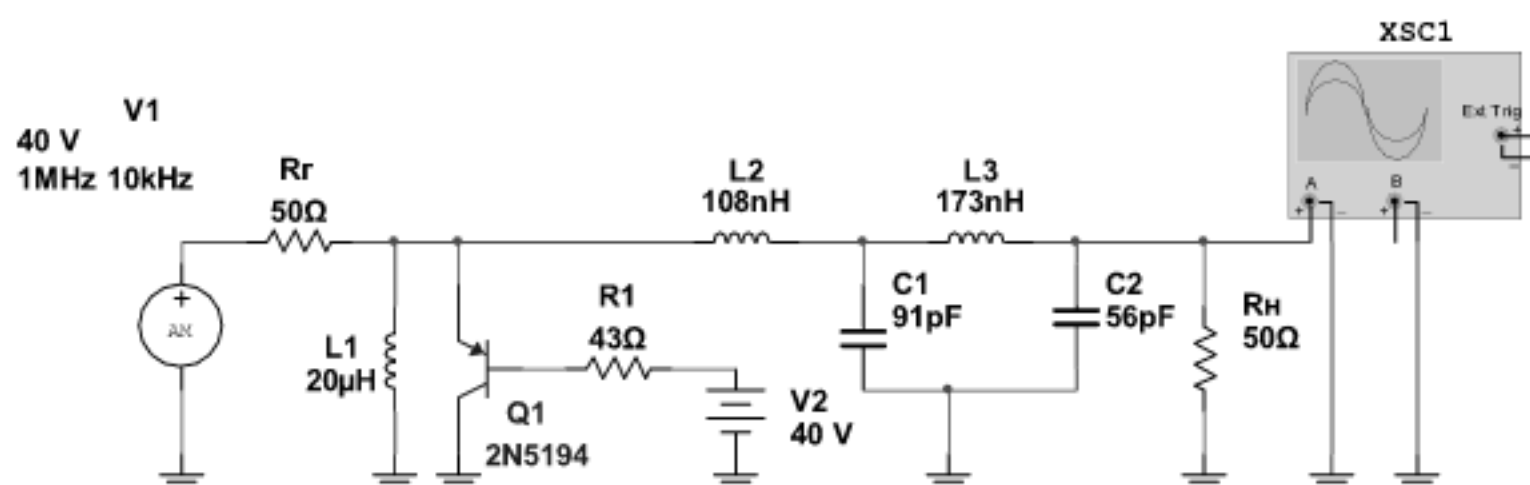 XSC1
V1
40 V
1MHz 10kHz
Ext Trig
+
_
A
B
+ _
+ _
Rr
50Ω
L2
108nH
L3
173nH
+
AM
L1
20µH
R1
43Ω
C1
91pF
C2
56pF
Rн
50Ω
Q1
2N5194
V2
40 V